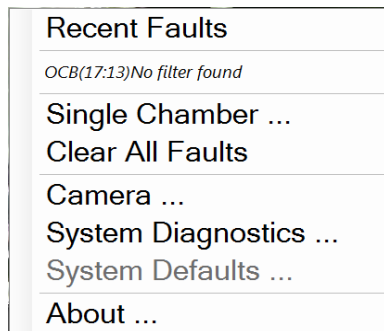 Recent Faults
OCB(17:13)No filter found
Single Chamber ...
Clear All Faults
Camera ...
System Diagnostics ...
System Defaults ...
About ...